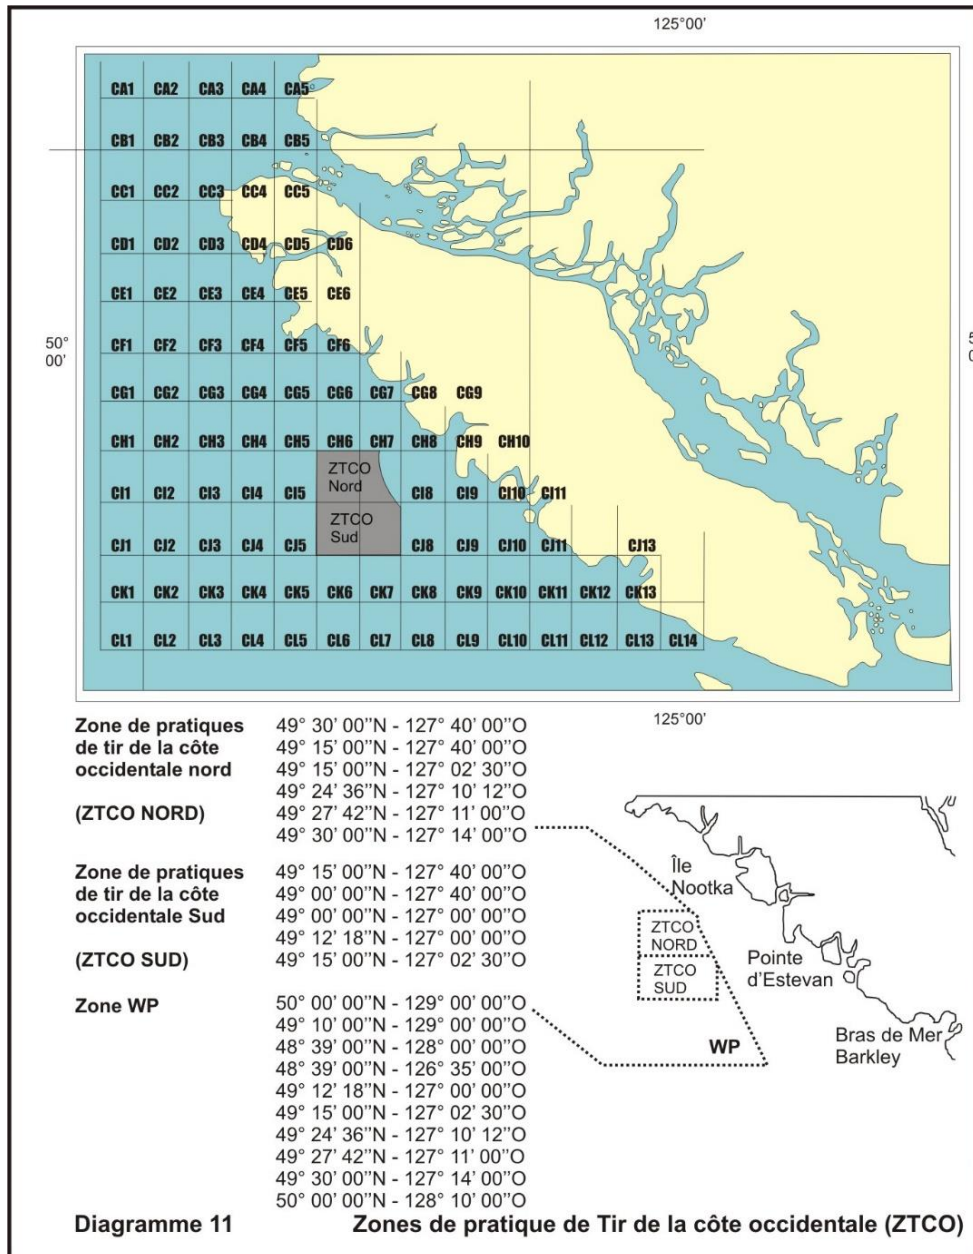 125°00’
CA1 CA2 CA3 CA4 CA5
CB1 CB2 CB3 CB4 CB5
CC1 CC2 CC3 CC4 CC5
CD1 CD2 CD3 CD4 CD5 CD6
CE1 CE2 CE3 CE4 CE5 CE6
50°
00’
CF1 CF2 CF3 CF4 CF5 CF6
CG1 CG2 CG3 CG4 CG5 CG6 CG7 CG8 CG9
CH1 CH2 CH3 CH4 CH5 CH6 CH7 CH8 CH9 CH10
ZTCO
Nord
CI1 CI2 CI3 CI4 CI5 CI8 CI9 CI10 CI11
ZTCO
Sud
CJ1 CJ2 CJ3 CJ4 CJ5 CJ8 CJ9 CJ10 CJ11 CJ13
CK1 CK2 CK3 CK4 CK5 CK6 CK7 CK8 CK9 CK10 CK11 CK12 CK13
CL1 CL2 CL3 CL4 CL5 CL6 CL7 CL8 CL9 CL10 CL11 CL12 CL13 CL14
125°00’
Zone de pratiques
de tir de la côte
occidentale nord
(ZTCO NORD)
49° 30’ 00”N - 127° 40’ 00”O
49° 15’ 00”N - 127° 40’ 00”O
49° 15’ 00”N - 127° 02’ 30”O
49° 24’ 36”N - 127° 10’ 12”O
49° 27’ 42”N - 127° 11’ 00”O
49° 30’ 00”N - 127° 14’ 00”O
Zone de pratiques
de tir de la côte
occidentale Sud
(ZTCO SUD)
49° 15’ 00”N - 127° 40’ 00”O
49° 00’ 00”N - 127° 40’ 00”O
49° 00’ 00”N - 127° 00’ 00”O
49° 12’ 18”N - 127° 00’ 00”O
49° 15’ 00”N - 127° 02’ 30”O
Zone WP
50° 00’ 00”N - 129° 00’ 00”O
49° 10’ 00”N - 129° 00’ 00”O
48° 39’ 00”N - 128° 00’ 00”O
48° 39’ 00”N - 126° 35’ 00”O
49° 12’ 18”N - 127° 00’ 00”O
49° 15’ 00”N - 127° 02’ 30”O
49° 24’ 36”N - 127° 10’ 12”O
49° 27’ 42”N - 127° 11’ 00”O
49° 30’ 00”N - 127° 14’ 00”O
50° 00’ 00”N - 128° 10’ 00”O
Île
Nootka
ZTCO
NORD
ZTCO
SUD
Pointe
d’Estevan
WP
Bras de Mer
Barkley
Diagramme 11 Zones de pratique de Tir de la côte occidentale (ZTCO)